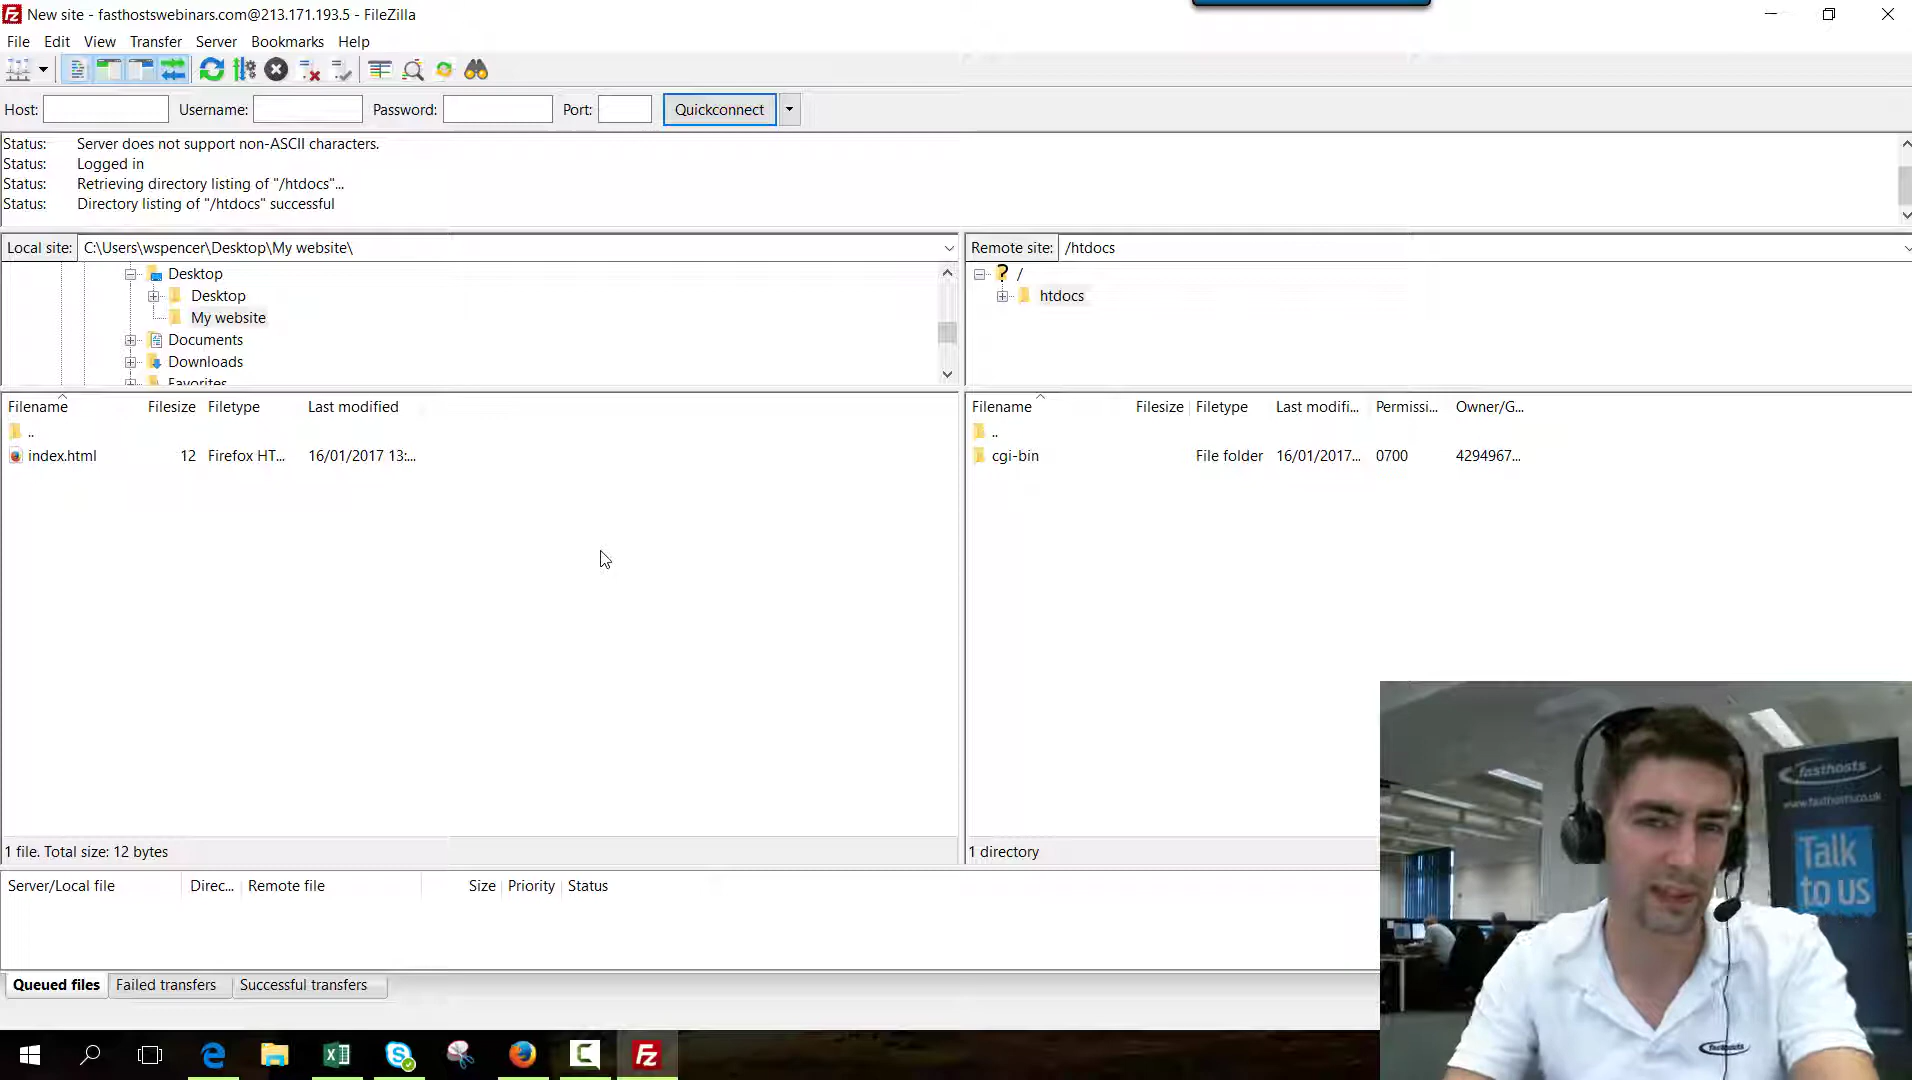 New site - fasthostswebinars.com@213.171.193.5 - FileZilla
File Edit View Transfer Server Bookmarks Help
Host: Username: Password: Port: Quickconnect
Status: Server does not support non-ASCII characters.
Status: Logged in
Status: Retrieving directory listing of "/htdocs"...
Status: Directory listing of "/htdocs" successful
Local site: C:\Users\wspencer\Desktop\My website\
Remote site: /htdocs
Desktop
Desktop
My website
Documents
Downloads
Favorites
/
htdocs
Filename Filesize Filetype Last modified
..
index.html 12 Firefox HT... 16/01/2017 13:...
Filename Filesize Filetype Last modifi... Permissi... Owner/G...
..
cgi-bin File folder 16/01/2017... 0700 4294967...
1 file. Total size: 12 bytes
1 directory
Server/Local file Direc... Remote file Size Priority Status
Queued files Failed transfers Successful transfers
fasthosts
www.fasthosts.co.uk
Talk
to us
fasthosts